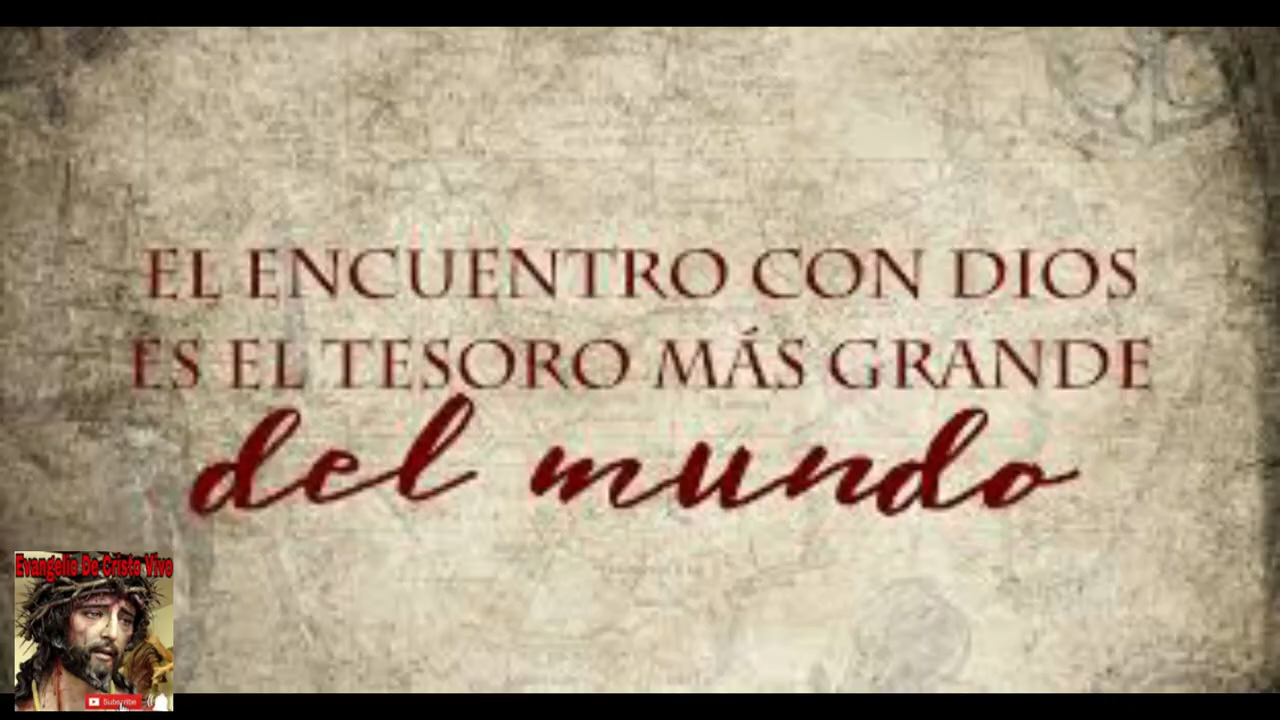 EL ENCUENTRO CON DIOS
ES EL TESORO MÁS GRANDE
del mundo
Evangelio De Cristo Vivo
Subscribe